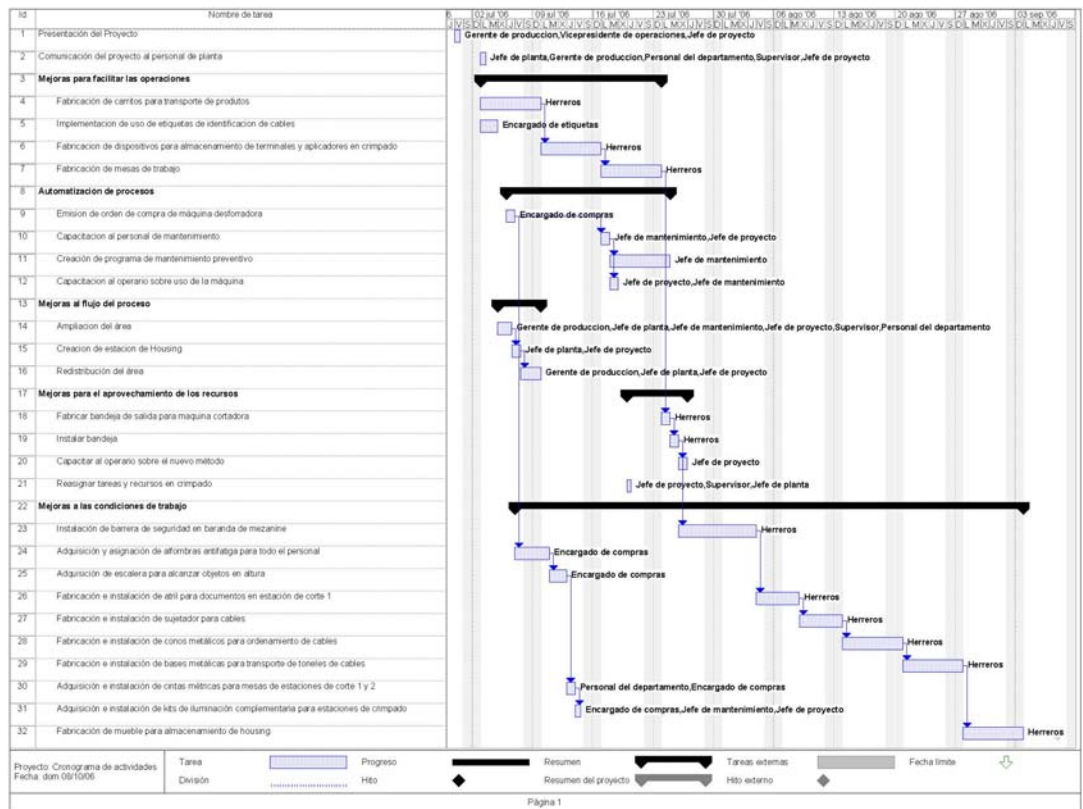 Id Nombre de tarea 02 jul '06 09 jul '06 16 jul '06 23 jul '06 30 jul '06 06 ago '06 13 ago '06 20 ago '06 27 ago '06 03 sep '06
1 Presentación del Proyecto Gerente de produccion,Vicepresidente de operaciones,Jefe de proyecto
2 Comunicación del proyecto al personal de planta Jefe de planta,Gerente de produccion,Personal del departamento,Supervisor,Jefe de proyecto
3 Mejoras para facilitar las operaciones
4 Fabricación de carritos para transporte de produtos Herreros
5 Implementación de uso de etiquetas de identificacion de cables Encargado de etiquetas
6 Fabricacion de dispositivos para almacenamiento de terminales y aplicadores en crimpado Herreros
7 Fabricación de mesas de trabajo Herreros
8 Automatización de procesos
9 Emision de orden de compra de máquina desforradora Encargado de compras
10 Capacitacion al personal de mantenimiento Jefe de mantenimiento,Jefe de proyecto
11 Creación de programa de mantenimiento preventivo Jefe de mantenimiento
12 Capacitacion al operario sobre uso de la máquina Jefe de proyecto,Jefe de mantenimiento
13 Mejoras al flujo del proceso
14 Ampliacion del área Gerente de produccion,Jefe de planta,Jefe de mantenimiento,Jefe de proyecto,Supervisor,Personal del departamento
15 Creacion de estacion de Housing Jefe de planta,Jefe de proyecto
16 Redistribución del área Gerente de produccion,Jefe de planta,Jefe de proyecto
17 Mejoras para el aprovechamiento de los recursos
18 Fabricar bandeja de salida para maquina cortadora Herreros
19 Instalar bandeja Herreros
20 Capacitar al operario sobre el nuevo método Jefe de proyecto
21 Reasignar tareas y recursos en crimpado Jefe de proyecto,Supervisor,Jefe de planta
22 Mejoras a las condiciones de trabajo
23 Instalación de barrera de seguridad en baranda de mezanine Herreros
24 Adquisición y asignación de alfombras antifatiga para todo el personal Encargado de compras
25 Adquisición de escalera para alcanzar objetos en altura Encargado de compras
26 Fabricación e instalación de atril para documentos en estación de corte 1 Herreros
27 Fabricación e instalación de sujetador para cables Herreros
28 Fabricación e instalación de conos metálicos para ordenamiento de cables Herreros
29 Fabricación e instalación de bases metálicas para transporte de toneles de cables Herreros
30 Adquisición e instalación de cintas métricas para mesas de estaciones de corte 1 y 2 Personal del departamento,Encargado de compras
31 Adquisición e instalación de kits de iluminación complementaria para estaciones de crimpado Encargado de compras,Jefe de mantenimiento,Jefe de proyecto
32 Fabricación de mueble para almacenamiento de housing Herreros
Proyecto: Cronograma de actividades
Fecha: dom 08/10/06
Tarea Progreso Resumen Tareas externas Fecha límite
División Hito Resumen del proyecto Hito externo
Página 1